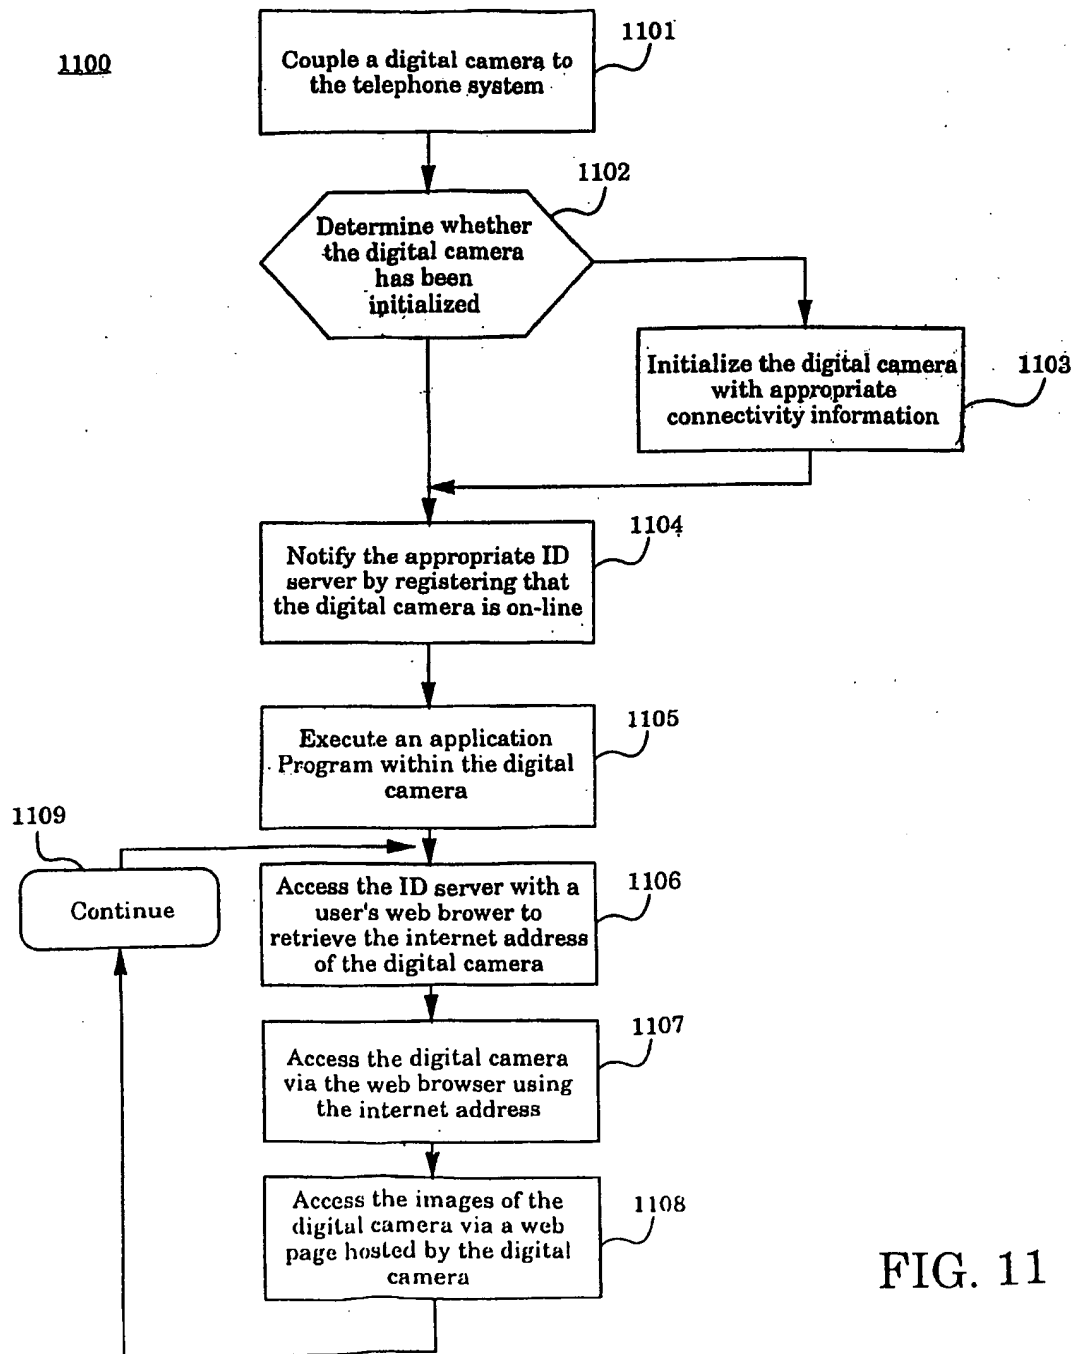 1100
1101
Couple a digital camera to
the telephone system
1102
Determine whether
the digital camera
has been
initialized
Initialize the digital camera
with appropriate
connectivity information
1103
1104
Notify the appropriate ID
server by registering that
the digital camera is on-line
1105
Execute an application
Program within the digital
camera
1109
Continue
1106
Access the ID server with a
user's web brower to
retrieve the internet address
of the digital camera
1107
Access the digital camera
via the web browser using
the internet address
1108
Access the images of the
digital camera via a web
page hosted by the digital
camera
FIG. 11